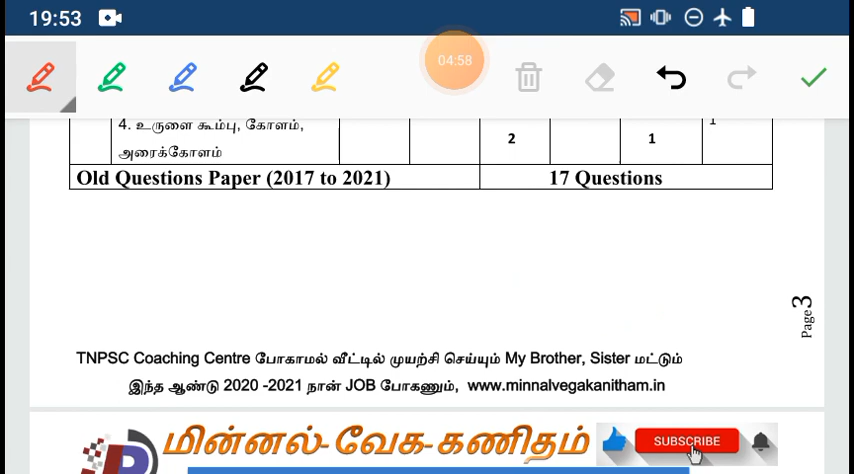 19:53
04:58
4. உருளை கூம்பு, கோளம்,
அரைக்கோளம்
2
1
1
Old Questions Paper (2017 to 2021)
17 Questions
Page3
TNPSC Coaching Centre போகாமல் வீட்டில் முயற்சி செய்யும் My Brother, Sister மட்டும்
இந்த ஆண்டு 2020 -2021 நான் JOB போகணும், www.minnalvegakanitham.in
மின்னல்-வேக-கணிதம்
SUBSCRIBE